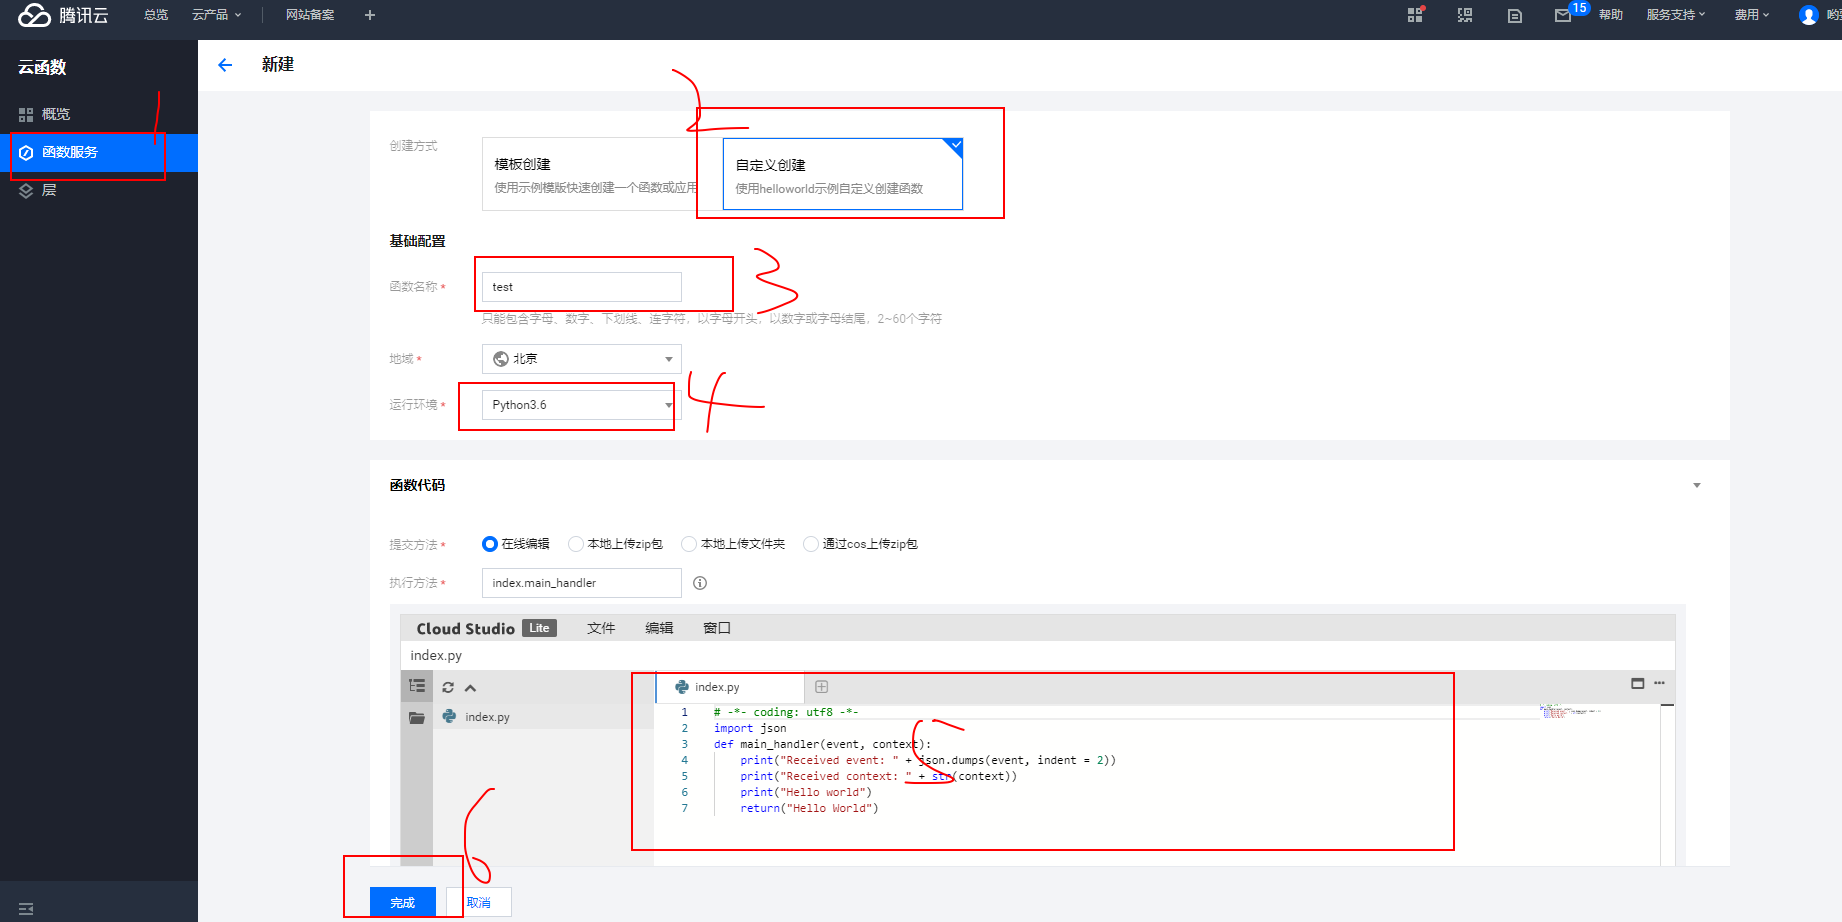 腾讯云 总览 云产品 网站备案 + 15 帮助 服务支持 费用
云函数
新建
概览
1
函数服务
层
2
创建方式
模板创建
使用示例模版快速创建一个函数或应用
自定义创建
使用helloworld示例自定义创建函数
基础配置
函数名称* test
3
只能包含字母、数字、下划线、连字符，以字母开头，以数字或字母结尾，2~60个字符
地域* 北京
运行环境* Python3.6
4
函数代码
提交方法* 在线编辑 本地上传zip包 本地上传文件夹 通过cos上传zip包
执行方法* index.main_handler
Cloud Studio Lite 文件 编辑 窗口
index.py
index.py
index.py
1 # -*- coding: utf8 -*-
2 import json
3 def main_handler(event, context):
4 print("Received event: " + json.dumps(event, indent = 2))
5 print("Received context: " + str(context))
6 print("Hello world")
7 return("Hello World")
5
6
完成 取消